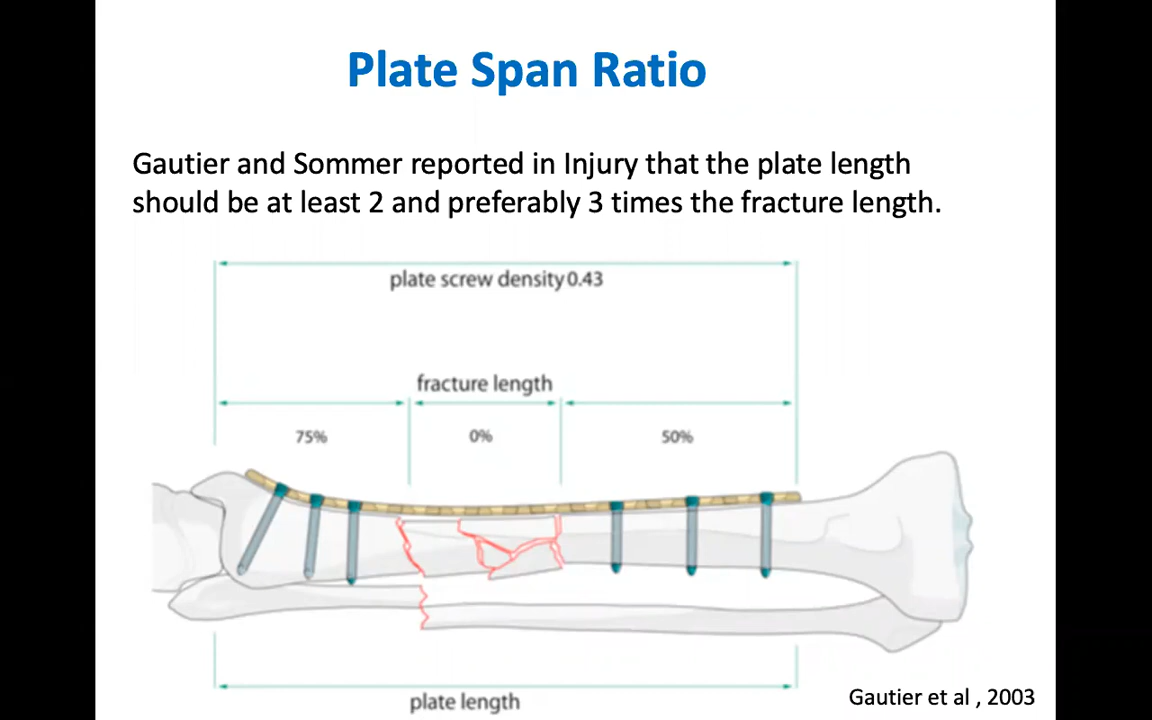 Plate Span Ratio
Gautier and Sommer reported in Injury that the plate length
should be at least 2 and preferably 3 times the fracture length.
plate screw density 0.43
fracture length
75% 0% 50%
plate length
Gautier et al , 2003